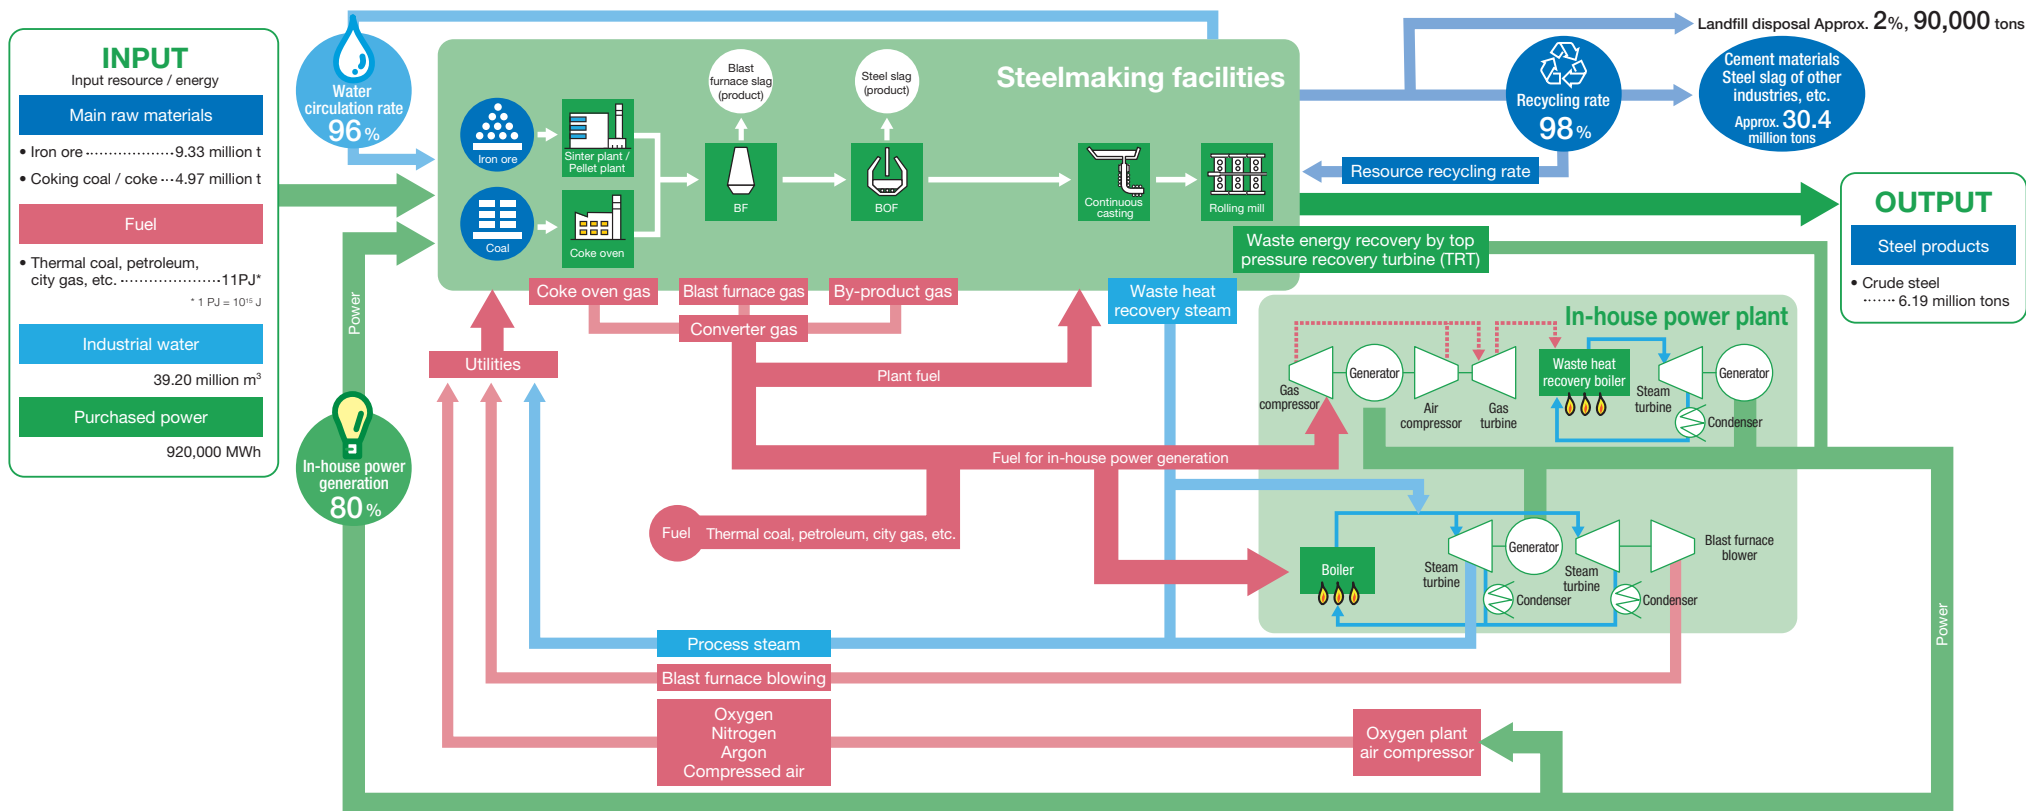 INPUT
Input resource / energy
Main raw materials
• Iron ore ··················· 9.33 million t
• Coking coal / coke ··· 4.97 million t
Fuel
• Thermal coal, petroleum,
city gas, etc. ····················· 11PJ*
* 1 PJ = 10¹⁵ J
Industrial water
39.20 million m³
Purchased power
920,000 MWh
Water
circulation rate
96%
Power
In-house power
generation
80%
Steelmaking facilities
Blast
furnace slag
(product)
Steel slag
(product)
Iron ore
Sinter plant /
Pellet plant
Coal
Coke oven
BF
BOF
Continuous
casting
Rolling mill
Landfill disposal Approx. 2%, 90,000 tons
Recycling rate
98%
Cement materials
Steel slag of other
industries, etc.
Approx. 30.4
million tons
Resource recycling rate
OUTPUT
Steel products
• Crude steel
······ 6.19 million tons
Waste energy recovery by top
pressure recovery turbine (TRT)
Coke oven gas
Blast furnace gas
By-product gas
Converter gas
Waste heat
recovery steam
Utilities
Plant fuel
Fuel for in-house power generation
Fuel
Thermal coal, petroleum, city gas, etc.
In-house power plant
Gas
compressor
Generator
Air
compressor
Gas
turbine
Waste heat
recovery boiler
Steam
turbine
Generator
Condenser
Boiler
Steam
turbine
Generator
Condenser
Steam
turbine
Condenser
Blast furnace
blower
Process steam
Blast furnace blowing
Oxygen
Nitrogen
Argon
Compressed air
Oxygen plant
air compressor
Power